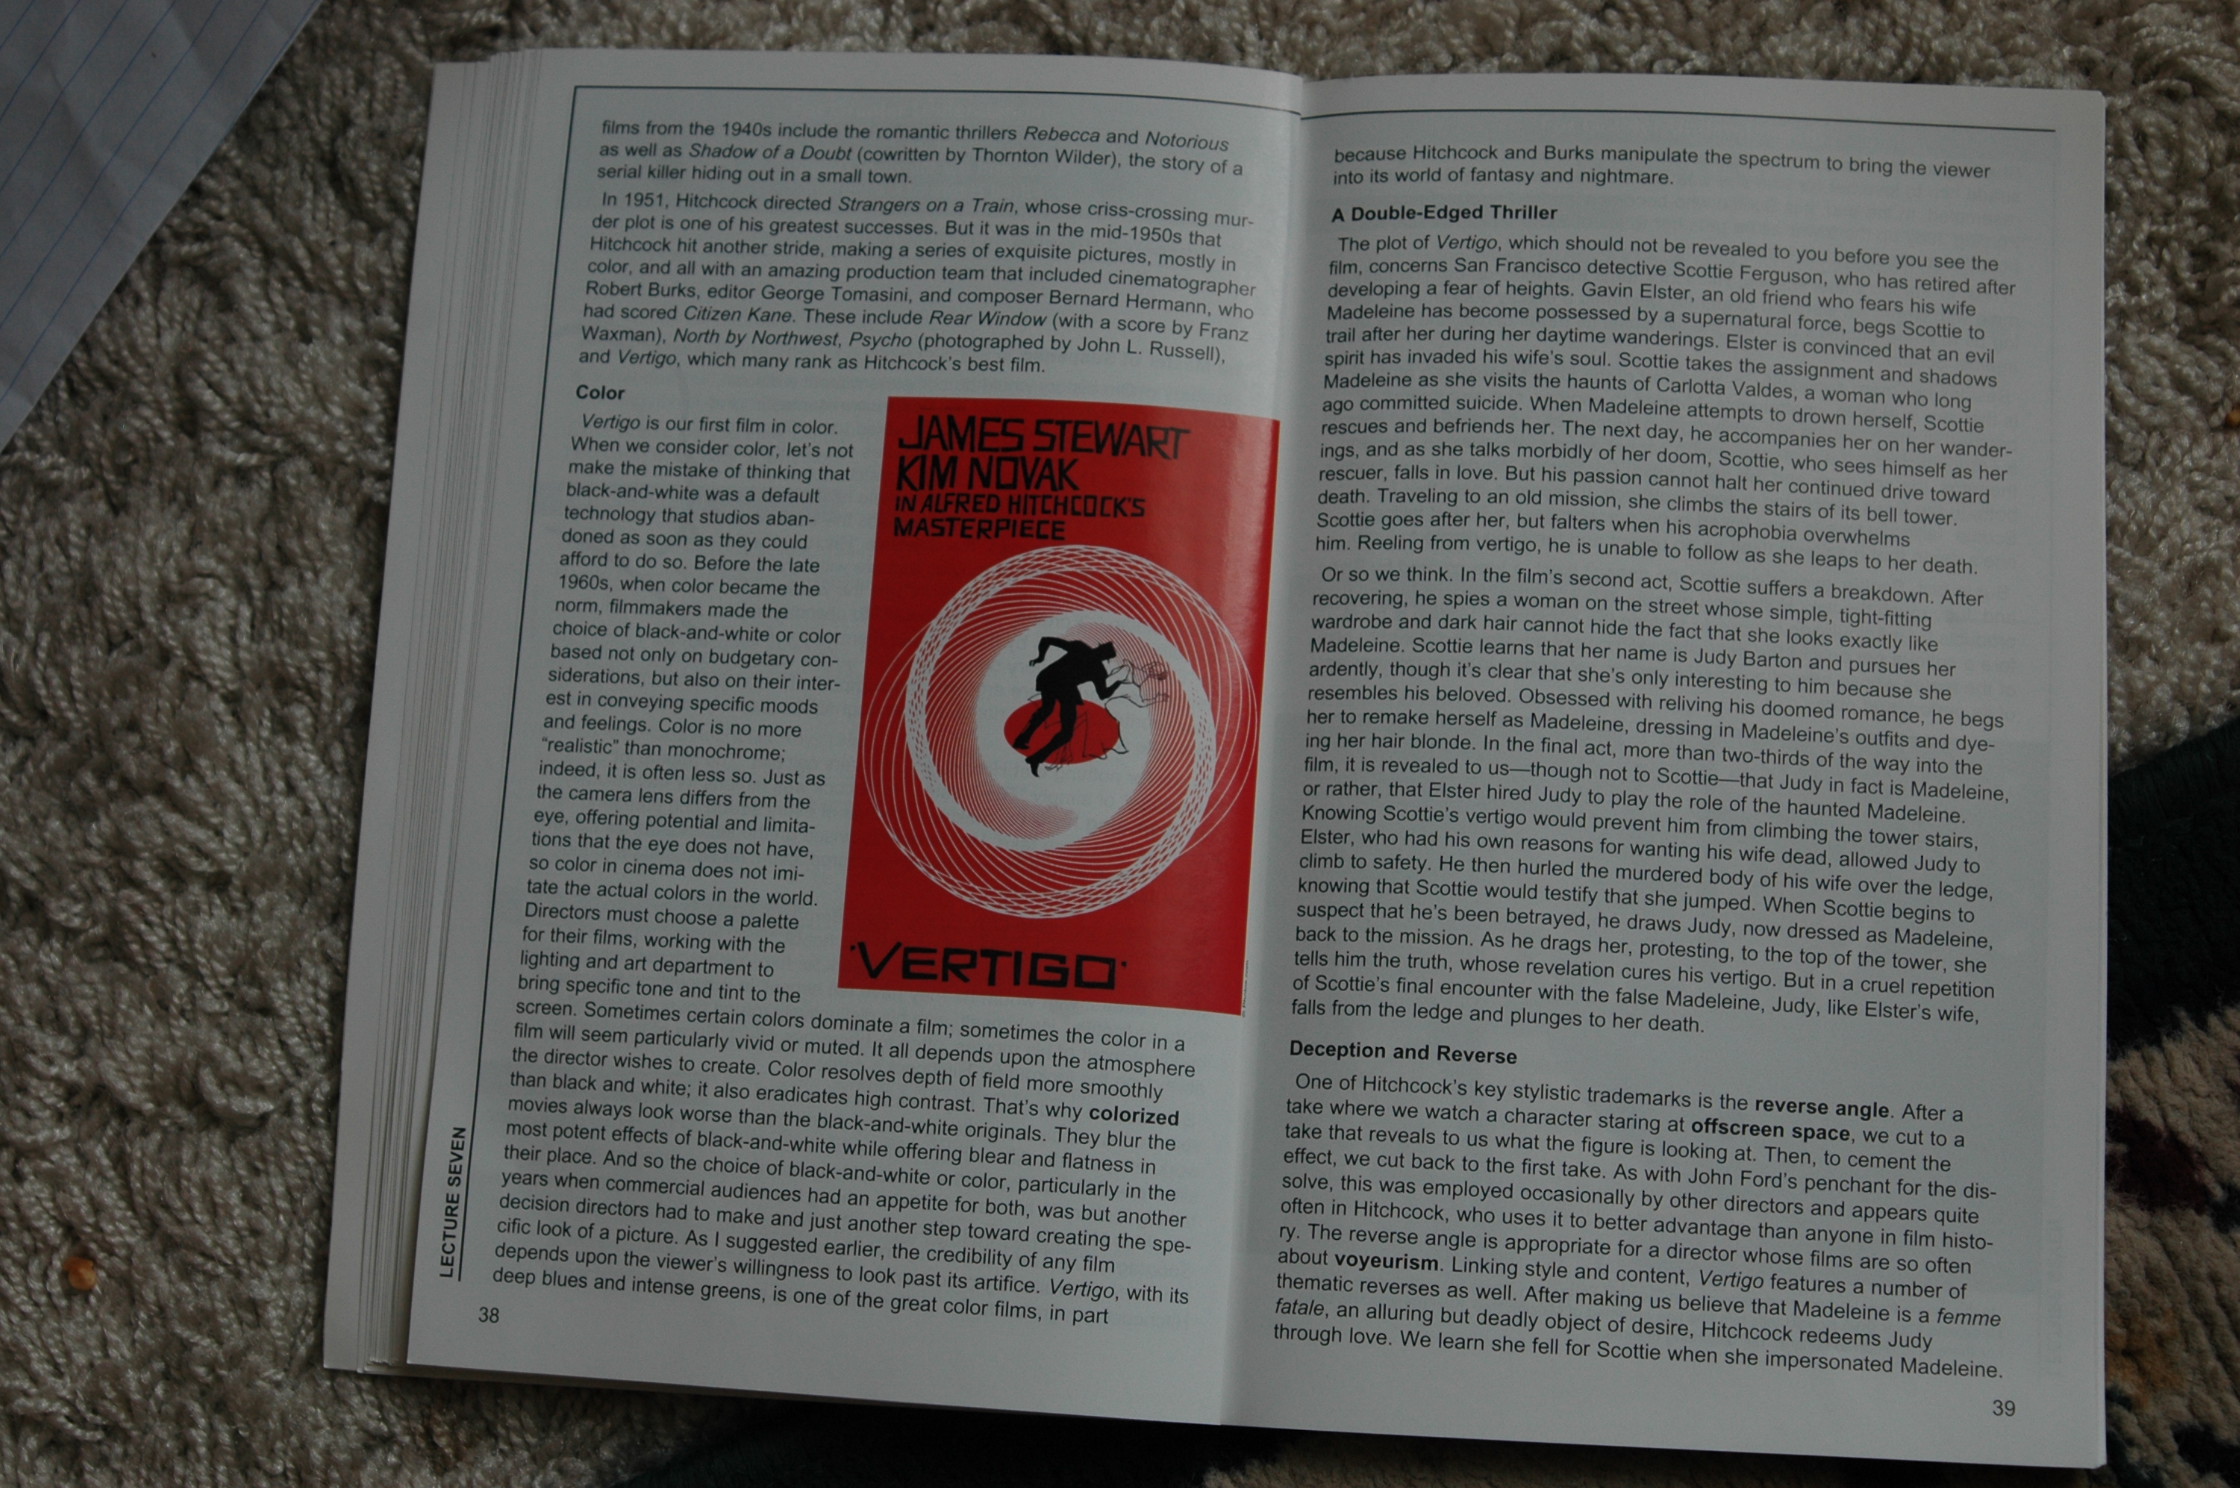 films from the 1940s include the romantic thrillers Rebecca and Notorious
as well as Shadow of a Doubt (cowritten by Thornton Wilder), the story of a
serial killer hiding out in a small town.
In 1951, Hitchcock directed Strangers on a Train, whose criss-crossing mur-
der plot is one of his greatest successes. But it was in the mid-1950s that
Hitchcock hit another stride, making a series of exquisite pictures, mostly in
color, and all with an amazing production team that included cinematographer
Robert Burks, editor George Tomasini, and composer Bernard Hermann, who
had scored Citizen Kane. These include Rear Window (with a score by Franz
Waxman), North by Northwest, Psycho (photographed by John L. Russell),
and Vertigo, which many rank as Hitchcock's best film.
Color
Vertigo is our first film in color.
When we consider color, let's not
make the mistake of thinking that
black-and-white was a default
technology that studios aban-
doned as soon as they could
afford to do so. Before the late
1960s, when color became the
norm, filmmakers made the
choice of black-and-white or color
based not only on budgetary con-
siderations, but also on their inter-
est in conveying specific moods
and feelings. Color is no more
"realistic" than monochrome;
indeed, it is often less so. Just as
the camera lens differs from the
eye, offering potential and limita-
tions that the eye does not have,
so color in cinema does not imi-
tate the actual colors in the world.
Directors must choose a palette
for their films, working with the
lighting and art department to
bring specific tone and tint to the
screen. Sometimes certain colors dominate a film; sometimes the color in a
film will seem particularly vivid or muted. It all depends upon the atmosphere
the director wishes to create. Color resolves depth of field more smoothly
than black and white; it also eradicates high contrast. That's why colorized
movies always look worse than the black-and-white originals. They blur the
most potent effects of black-and-white while offering blear and flatness in
their place. And so the choice of black-and-white or color, particularly in the
years when commercial audiences had an appetite for both, was but another
decision directors had to make and just another step toward creating the spe-
cific look of a picture. As I suggested earlier, the credibility of any film
depends upon the viewer's willingness to look past its artifice. Vertigo, with its
deep blues and intense greens, is one of the great color films, in part
JAMES STEWART
KIM NOVAK
IN ALFRED HITCHCOCK'S
MASTERPIECE
'VERTIGO'
LECTURE SEVEN
38
because Hitchcock and Burks manipulate the spectrum to bring the viewer
into its world of fantasy and nightmare.
A Double-Edged Thriller
The plot of Vertigo, which should not be revealed to you before you see the
film, concerns San Francisco detective Scottie Ferguson, who has retired after
developing a fear of heights. Gavin Elster, an old friend who fears his wife
Madeleine has become possessed by a supernatural force, begs Scottie to
trail after her during her daytime wanderings. Elster is convinced that an evil
spirit has invaded his wife's soul. Scottie takes the assignment and shadows
Madeleine as she visits the haunts of Carlotta Valdes, a woman who long
ago committed suicide. When Madeleine attempts to drown herself, Scottie
rescues and befriends her. The next day, he accompanies her on her wander-
ings, and as she talks morbidly of her doom, Scottie, who sees himself as her
rescuer, falls in love. But his passion cannot halt her continued drive toward
death. Traveling to an old mission, she climbs the stairs of its bell tower.
Scottie goes after her, but falters when his acrophobia overwhelms
him. Reeling from vertigo, he is unable to follow as she leaps to her death.
Or so we think. In the film's second act, Scottie suffers a breakdown. After
recovering, he spies a woman on the street whose simple, tight-fitting
wardrobe and dark hair cannot hide the fact that she looks exactly like
Madeleine. Scottie learns that her name is Judy Barton and pursues her
ardently, though it's clear that she's only interesting to him because she
resembles his beloved. Obsessed with reliving his doomed romance, he begs
her to remake herself as Madeleine, dressing in Madeleine's outfits and dye-
ing her hair blonde. In the final act, more than two-thirds of the way into the
film, it is revealed to us—though not to Scottie—that Judy in fact is Madeleine,
or rather, that Elster hired Judy to play the role of the haunted Madeleine.
Knowing Scottie's vertigo would prevent him from climbing the tower stairs,
Elster, who had his own reasons for wanting his wife dead, allowed Judy to
climb to safety. He then hurled the murdered body of his wife over the ledge,
knowing that Scottie would testify that she jumped. When Scottie begins to
suspect that he's been betrayed, he draws Judy, now dressed as Madeleine,
back to the mission. As he drags her, protesting, to the top of the tower, she
tells him the truth, whose revelation cures his vertigo. But in a cruel repetition
of Scottie's final encounter with the false Madeleine, Judy, like Elster's wife,
falls from the ledge and plunges to her death.
Deception and Reverse
One of Hitchcock's key stylistic trademarks is the reverse angle. After a
take where we watch a character staring at offscreen space, we cut to a
take that reveals to us what the figure is looking at. Then, to cement the
effect, we cut back to the first take. As with John Ford's penchant for the dis-
solve, this was employed occasionally by other directors and appears quite
often in Hitchcock, who uses it to better advantage than anyone in film histo-
ry. The reverse angle is appropriate for a director whose films are so often
about voyeurism. Linking style and content, Vertigo features a number of
thematic reverses as well. After making us believe that Madeleine is a femme
fatale, an alluring but deadly object of desire, Hitchcock redeems Judy
through love. We learn she fell for Scottie when she impersonated Madeleine.
39